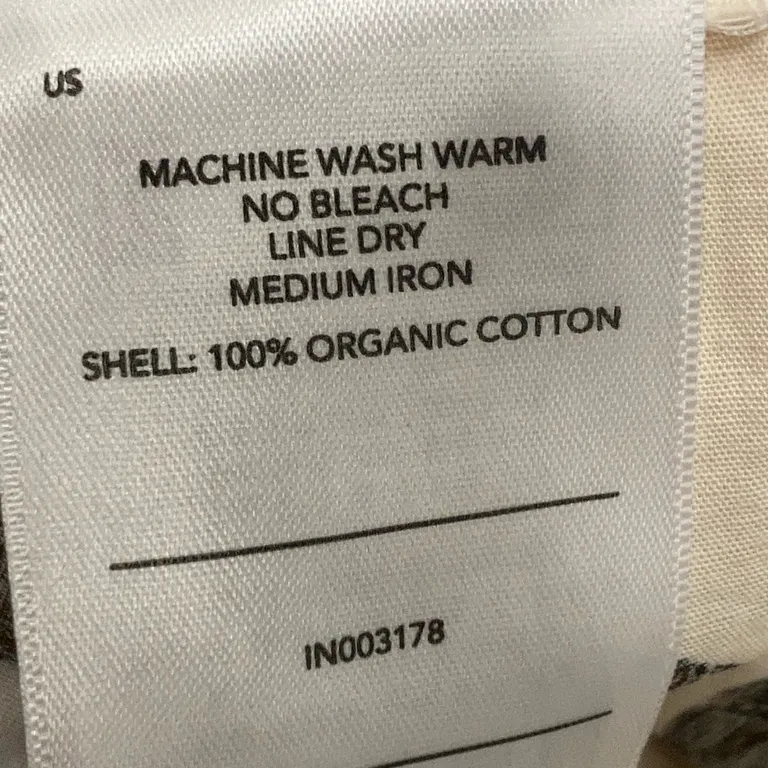 US
MACHINE WASH WARM
NO BLEACH
LINE DRY
MEDIUM IRON
SHELL: 100% ORGANIC COTTON
IN003178